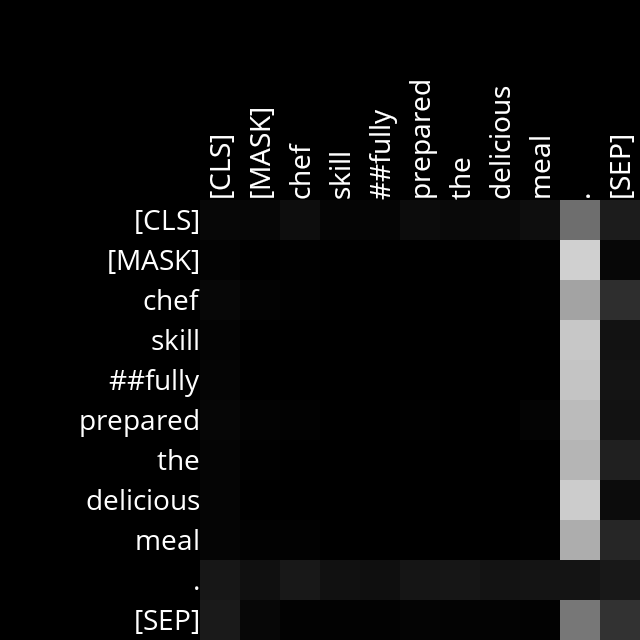 [CLS] [MASK] chef skill ##fully prepared the delicious meal . [SEP]
[CLS]
[MASK]
chef
skill
##fully
prepared
the
delicious
meal
.
[SEP]